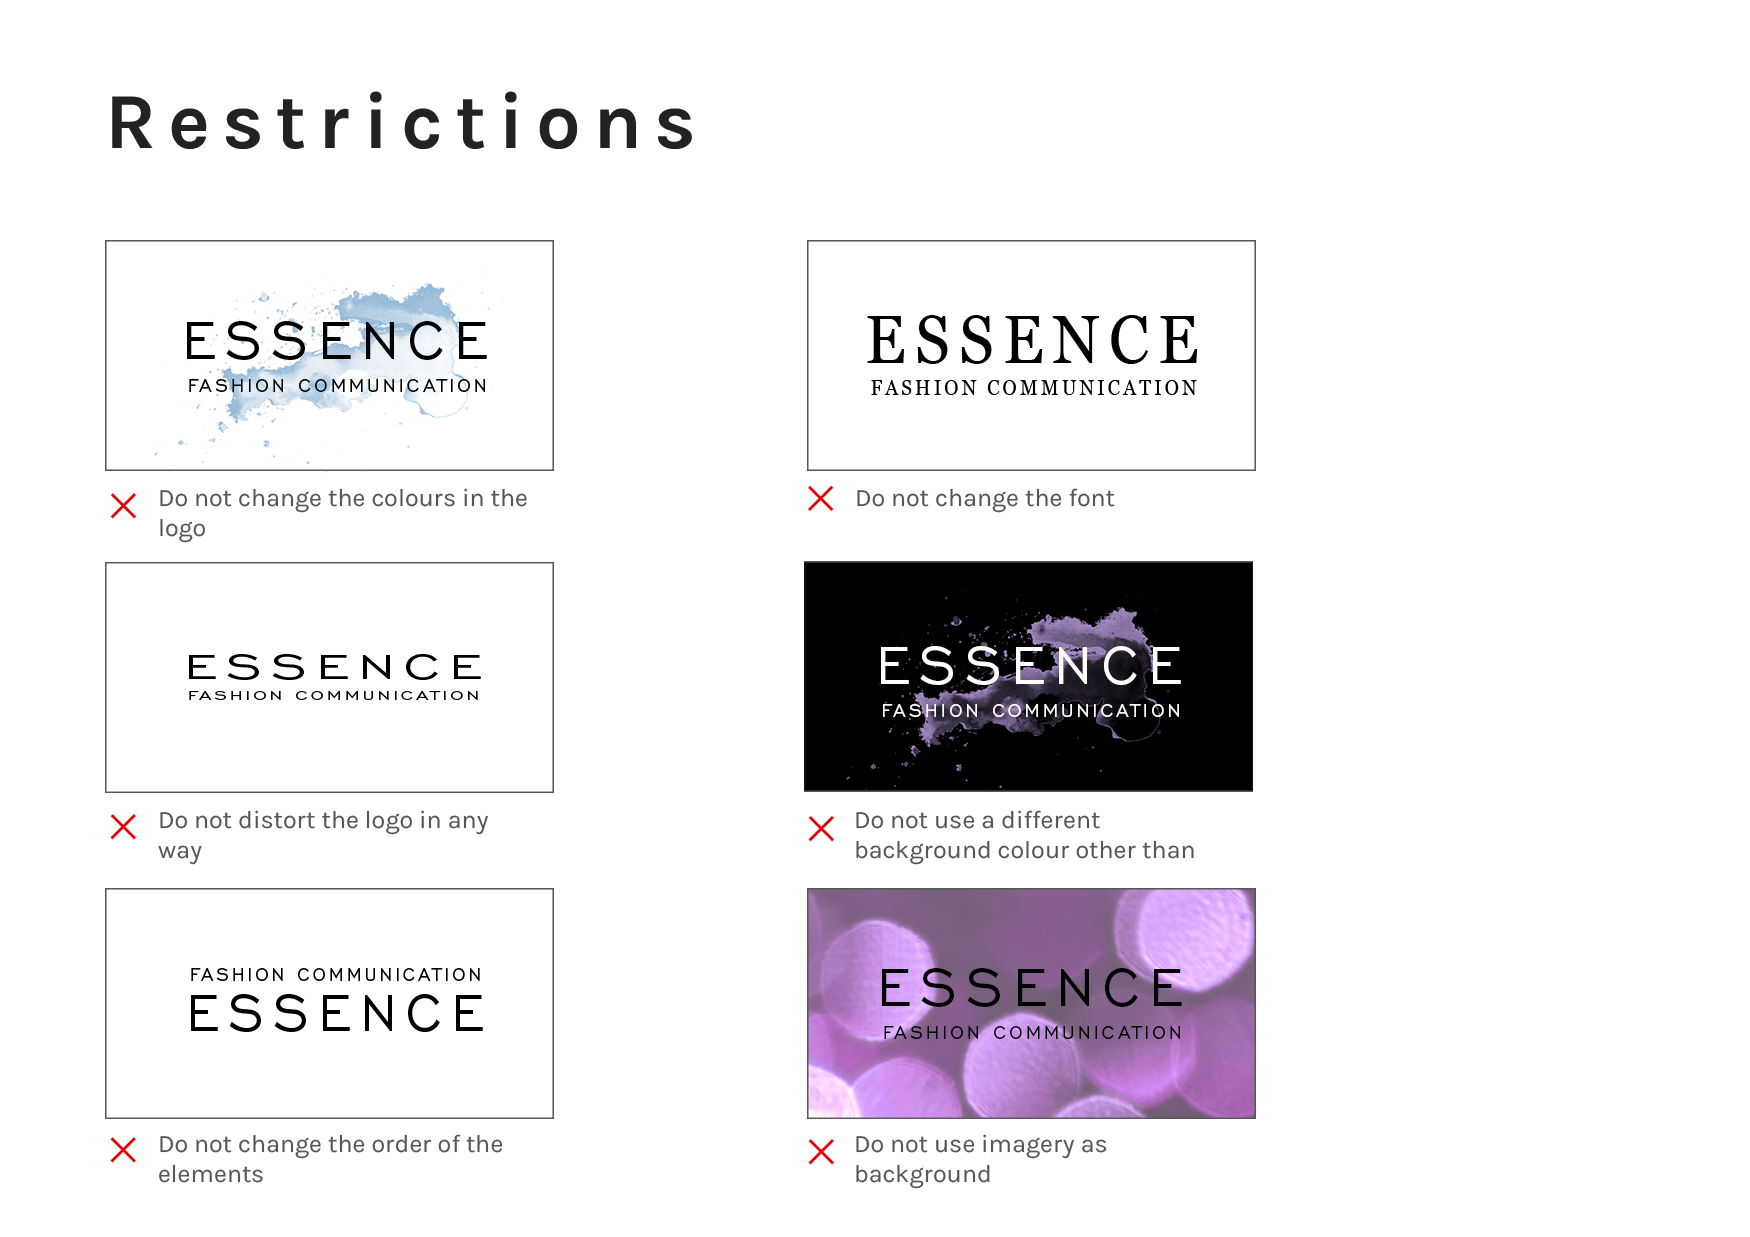 Restrictions
ESSENCE
FASHION COMMUNICATION
Do not change the colours in the
logo
ESSENCE
FASHION COMMUNICATION
Do not change the font
ESSENCE
FASHION COMMUNICATION
Do not distort the logo in any
way
ESSENCE
FASHION COMMUNICATION
Do not use a different
background colour other than
FASHION COMMUNICATION
ESSENCE
Do not change the order of the
elements
ESSENCE
FASHION COMMUNICATION
Do not use imagery as
background